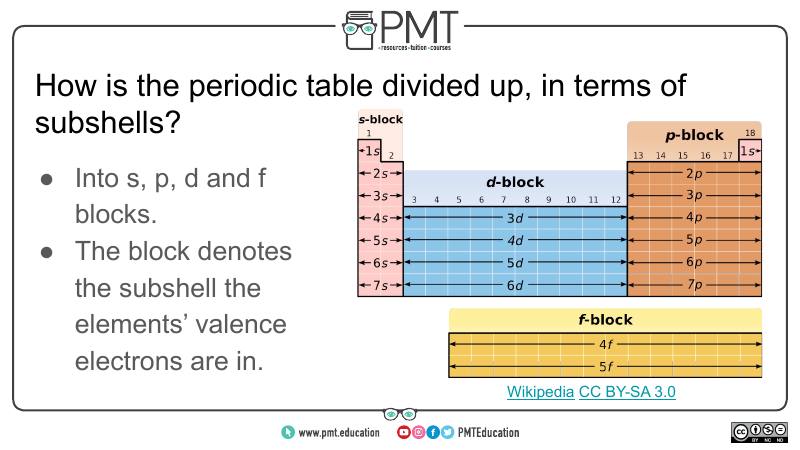 PMT
resources•tuition•courses
How is the periodic table divided up, in terms of
subshells?
● Into s, p, d and f
blocks.
● The block denotes
the subshell the
elements’ valence
electrons are in.
s-block
1
18
p-block
1s
2
13 14 15 16 17
1s
2s
d-block
2p
3s
3 4 5 6 7 8 9 10 11 12
3p
4s
3d
4p
5s
4d
5p
6s
5d
6p
7s
6d
7p
f-block
4f
5f
Wikipedia CC BY-SA 3.0
www.pmt.education
PMTEducation
cc
BY NC ND